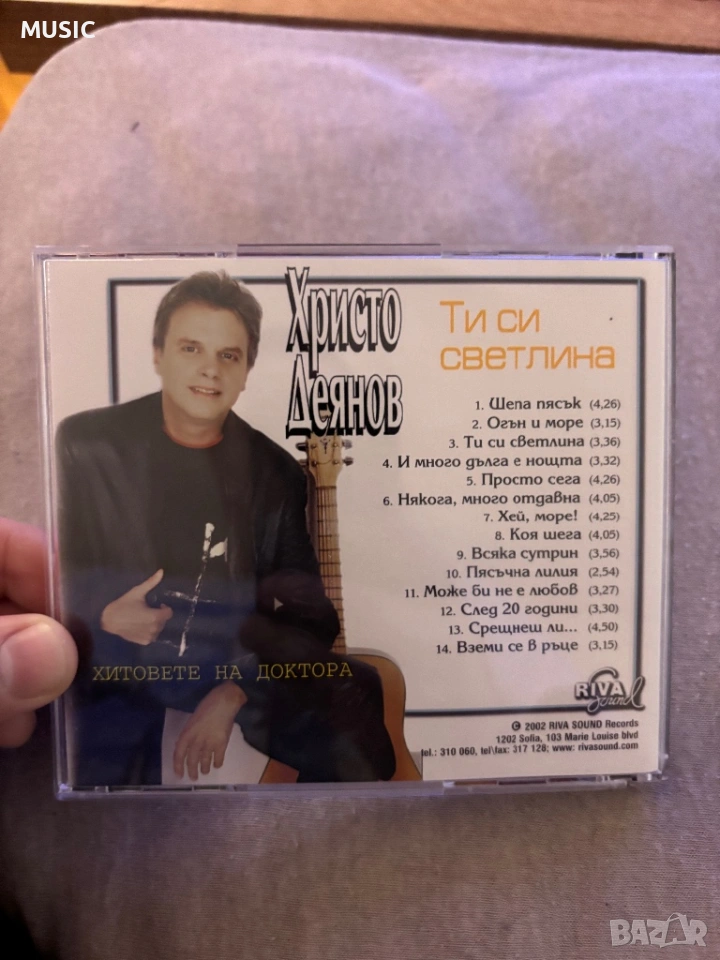 MUSIC
Христо
Деянов
Ти си
светлина
1. Шепа пясък (4,26)
2. Огън и море (3,15)
3. Ти си светлина (3,36)
4. И много дълга е нощта (3,32)
5. Просто сега (4,26)
6. Някога, много отдавна (4,05)
7. Хей, море! (4,25)
8. Коя шега (4,05)
9. Всяка сутрин (3,56)
10. Пясъчна лилия (2,54)
11. Може би не е любов (3,27)
12. След 20 години (3,30)
13. Срещнеш ли... (4,50)
14. Вземи се в ръце (3,15)
ХИТОВЕТЕ НА ДОКТОРА
RIVA
Sound
© 2002 RIVA SOUND Records
1202 Sofia, 103 Marie Louise blvd
tel.: 310 060, tel\fax: 317 128; www: rivasound.com
BAZAR